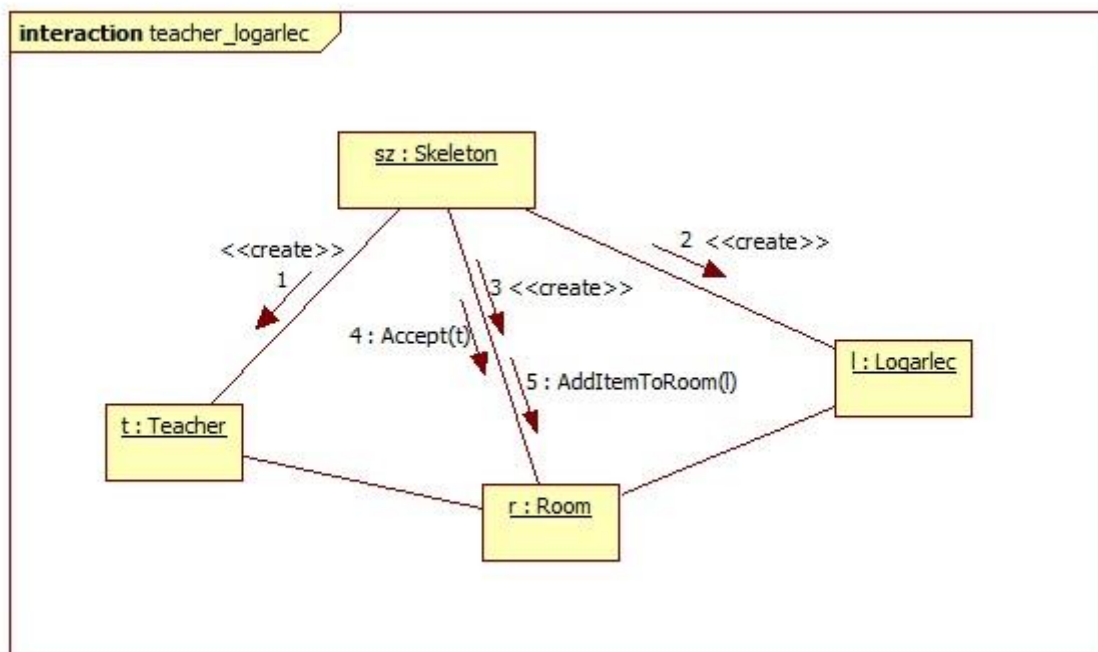 interaction teacher_logarlec
sz : Skeleton
<<create>>
1
2 <<create>>
3 <<create>>
4 : Accept(t)
5 : AddItemToRoom(l)
l : Logarlec
t : Teacher
r : Room